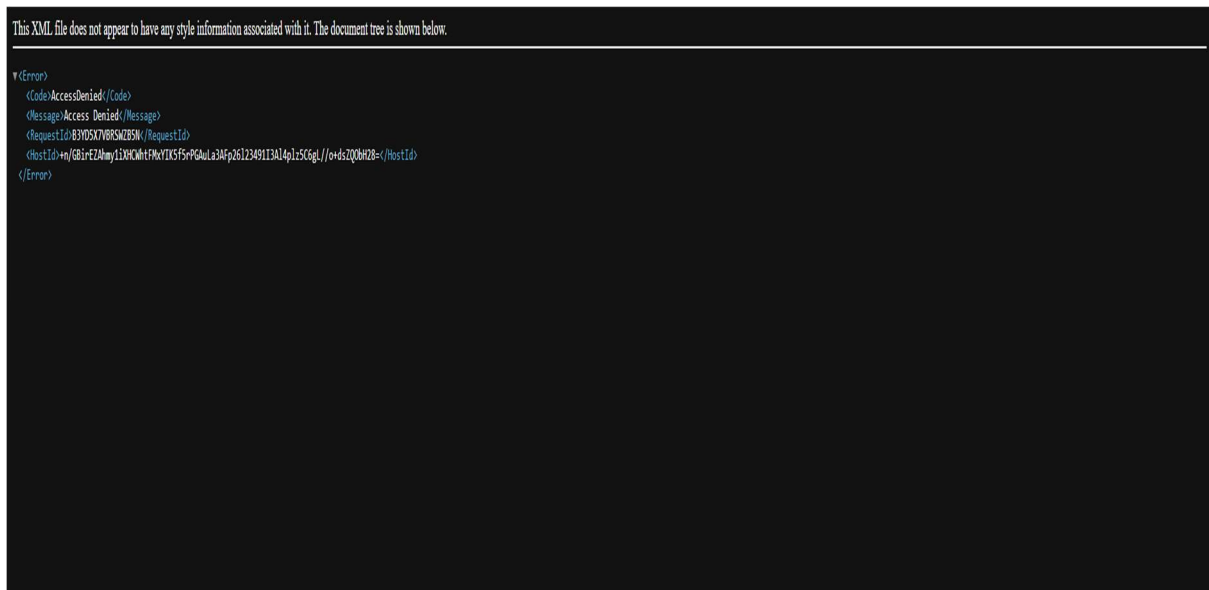 This XML file does not appear to have any style information associated with it. The document tree is shown below.
▼<Error>
<Code>AccessDenied</Code>
<Message>Access Denied</Message>
<RequestId>B3YD5X7VBRSWZB5N</RequestId>
<HostId>+n/GBirEZAhmy1iXHCWhtFMxYIK5f5rPGAuLa3AFp26l23491I3Al4plz5C6gL//o+dsZQObH28=</HostId>
</Error>